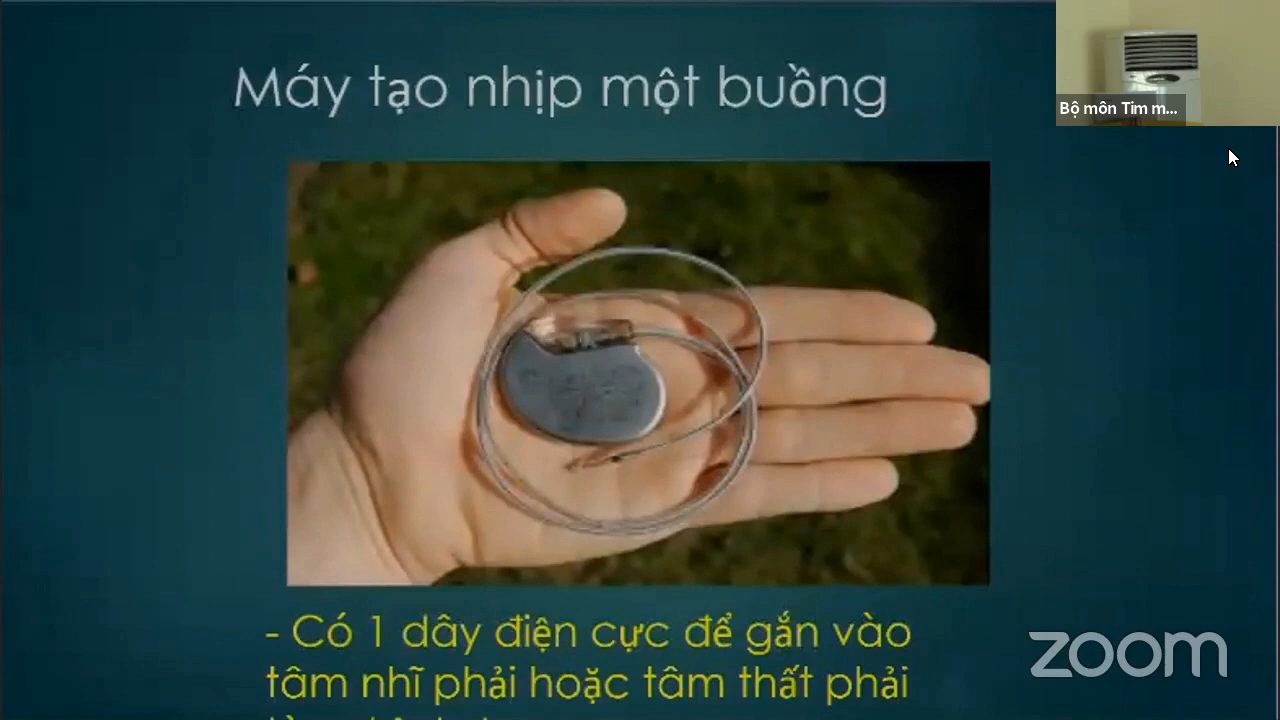 Máy tạo nhịp một buồng
Bộ môn Tim m...
- Có 1 dây điện cực để gắn vào
tâm nhĩ phải hoặc tâm thất phải
zoom